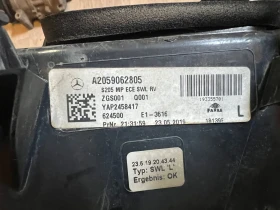 A2059062805
S205 MP ECE SWL RV
ZGS001 Q001
YAP2458417
624500 E1-3616
PrNr. 21:31:59 23.05.2019
L
23.5.19 20.43.44
Typ: SWL "L"
Ergebnis: OK